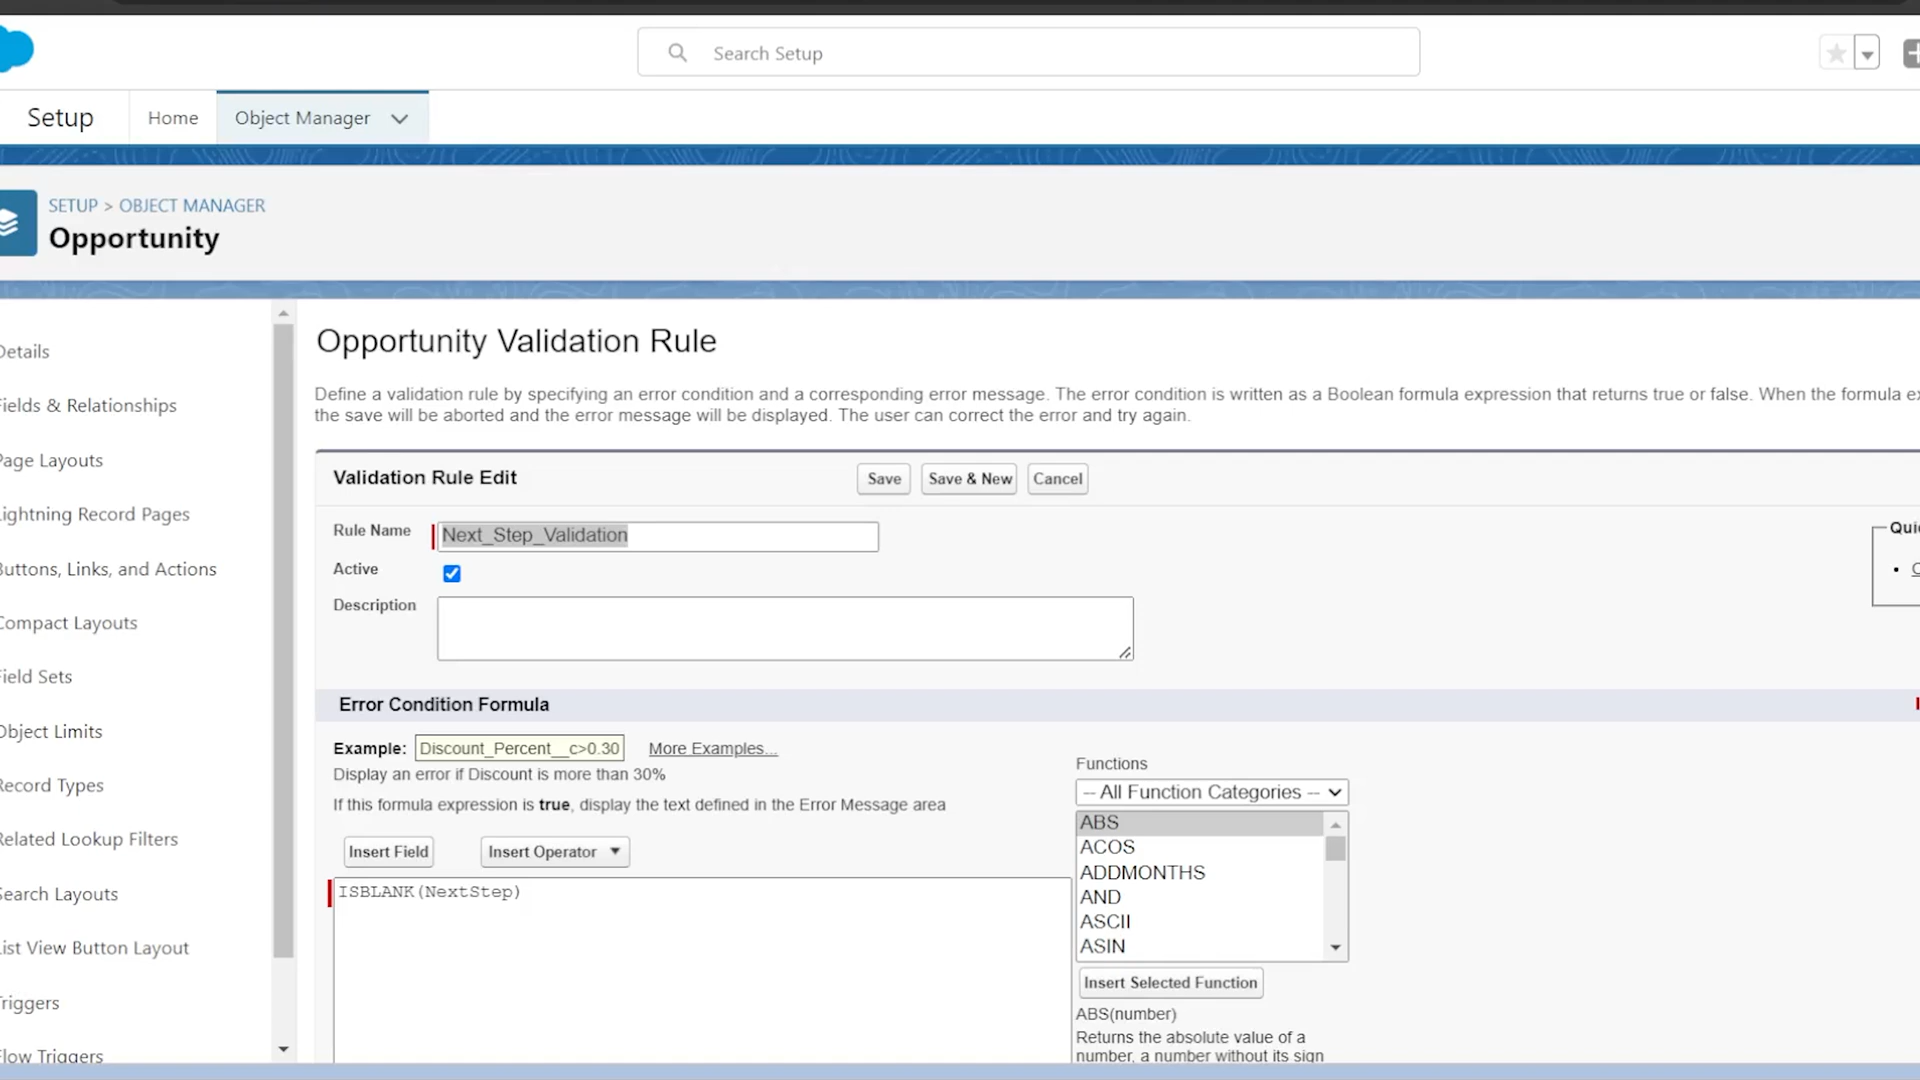 Search Setup
Setup
Home
Object Manager
SETUP > OBJECT MANAGER
Opportunity
Details
Fields & Relationships
Page Layouts
Lightning Record Pages
Buttons, Links, and Actions
Compact Layouts
Field Sets
Object Limits
Record Types
Related Lookup Filters
Search Layouts
List View Button Layout
Triggers
Flow Triggers
Opportunity Validation Rule
Define a validation rule by specifying an error condition and a corresponding error message. The error condition is written as a Boolean formula expression that returns true or false. When the formula ex
the save will be aborted and the error message will be displayed. The user can correct the error and try again.
Validation Rule Edit
Save
Save & New
Cancel
Rule Name
Next_Step_Validation
Active
Description
Quic
Error Condition Formula
Example: Discount_Percent__c>0.30 More Examples...
Display an error if Discount is more than 30%
If this formula expression is true, display the text defined in the Error Message area
Insert Field
Insert Operator
ISBLANK(NextStep)
Functions
-- All Function Categories --
ABS
ACOS
ADDMONTHS
AND
ASCII
ASIN
Insert Selected Function
ABS(number)
Returns the absolute value of a
number, a number without its sign